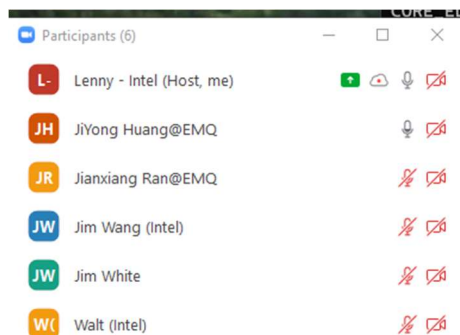 CORE_ED
Participants (6)
L- Lenny - Intel (Host, me)
JH JiYong Huang@EMQ
JR Jianxiang Ran@EMQ
JW Jim Wang (Intel)
JW Jim White
W( Walt (Intel)